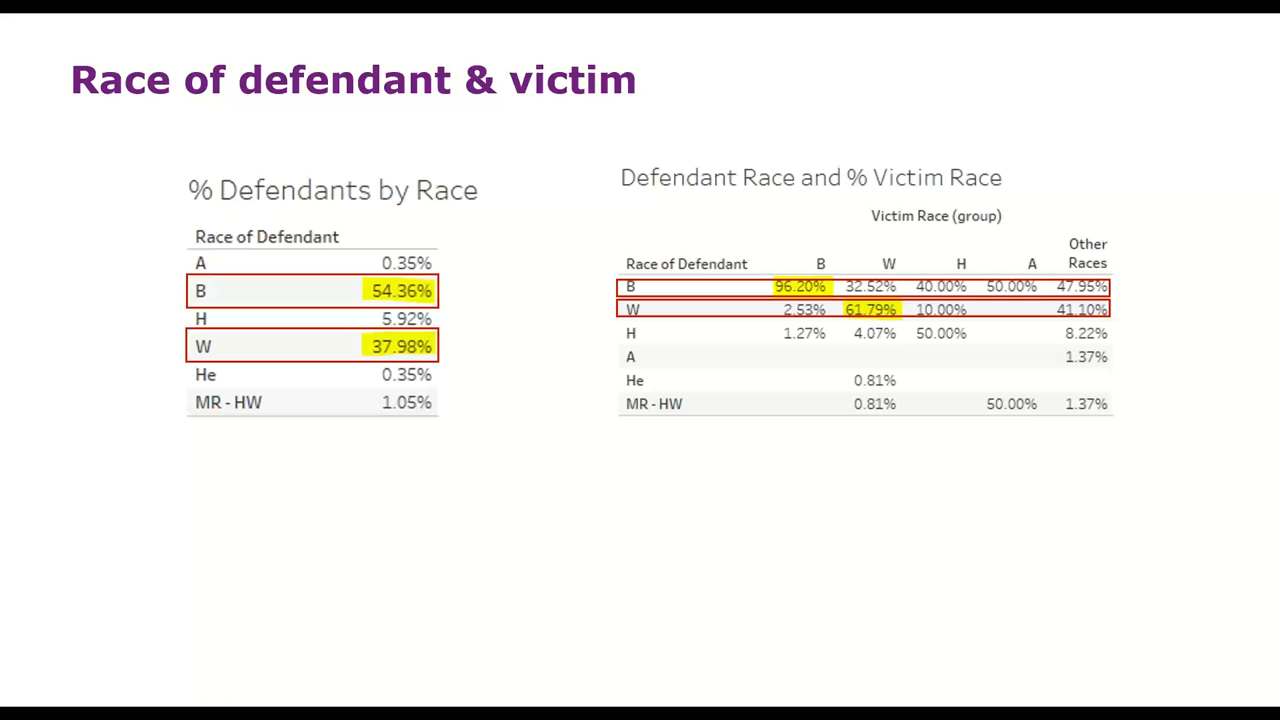 Race of defendant & victim
% Defendants by Race
Race of Defendant
A 0.35%
B 54.36%
H 5.92%
W 37.98%
He 0.35%
MR - HW 1.05%
Defendant Race and % Victim Race
Victim Race (group)
Other
Race of Defendant B W H A Races
B 96.20% 32.52% 40.00% 50.00% 47.95%
W 2.53% 61.79% 10.00% 41.10%
H 1.27% 4.07% 50.00% 8.22%
A 1.37%
He 0.81%
MR - HW 0.81% 50.00% 1.37%